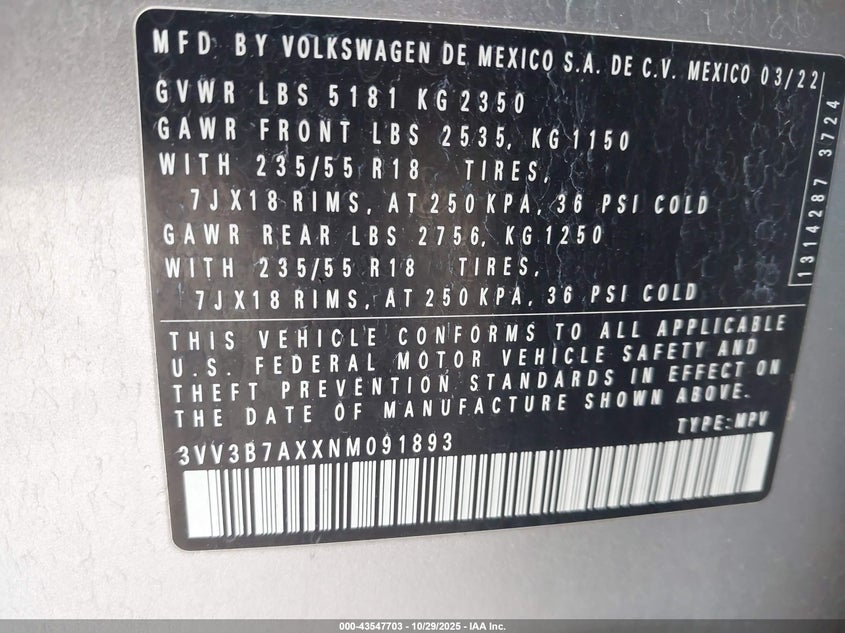 MFD BY VOLKSWAGEN DE MEXICO S.A. DE C.V. MEXICO 03/22
GVWR LBS 5181 KG 2350
GAWR FRONT LBS 2535, KG 1150
WITH 235/55 R18 TIRES,
7J X18 RIMS, AT 250 KPA, 36 PSI COLD
GAWR REAR LBS 2756, KG 1250
WITH 235/55 R18 TIRES,
7J X18 RIMS, AT 250 KPA, 36 PSI COLD
1314287 3724
THIS VEHICLE CONFORMS TO ALL APPLICABLE
U.S. FEDERAL MOTOR VEHICLE SAFETY AND
THEFT PREVENTION STANDARDS IN EFFECT ON
THE DATE OF MANUFACTURE SHOWN ABOVE.
TYPE: MPV
3VV3B7AXXNM091893
000-43547703 - 10/29/2025 - IAA Inc.